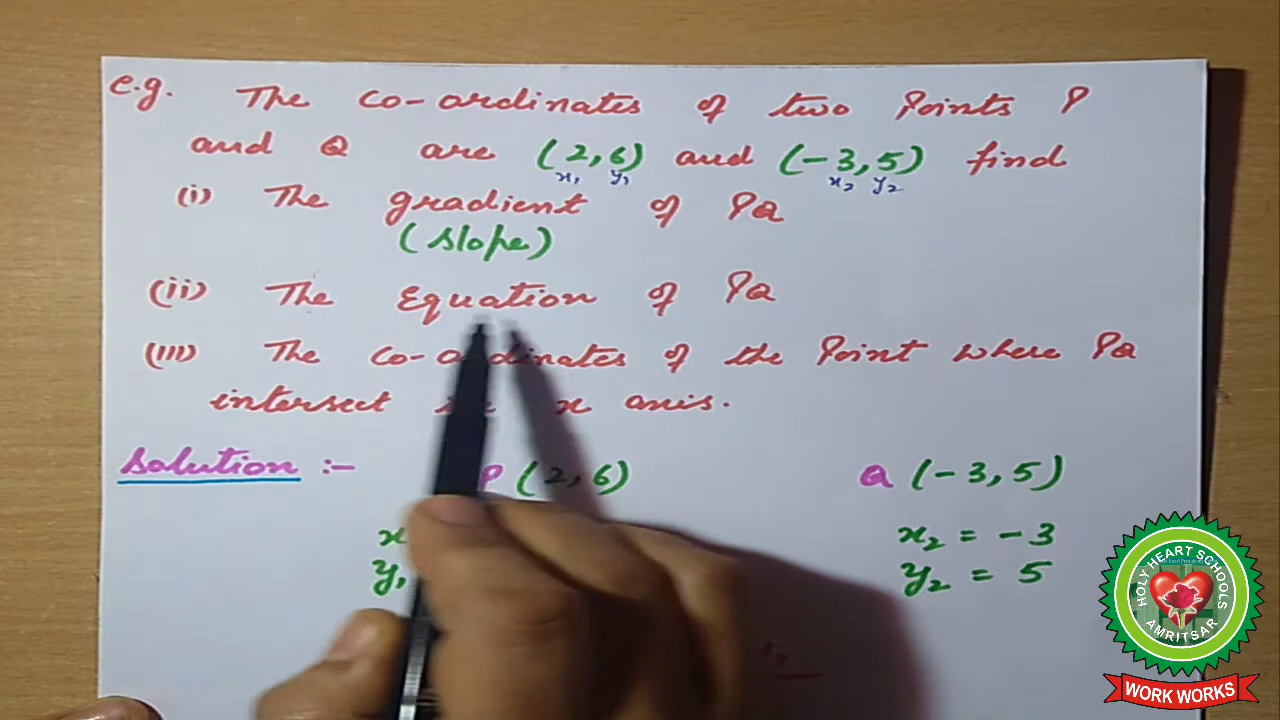 e.g. The co-ordinates of two Points P
and Q are (2, 6) and (-3, 5) find
x₁ y₁ x₂ y₂
(i) The gradient of PQ
(slope)
(ii) The Equation of PQ
(iii) The co-ordinates of the Point where PQ
intersect x axis.
Solution :-
P (2, 6) Q (-3, 5)
x₂ = -3
y₁ y₂ = 5
HOLY HEART SCHOOLS
AMRITSAR
WORK WORKS